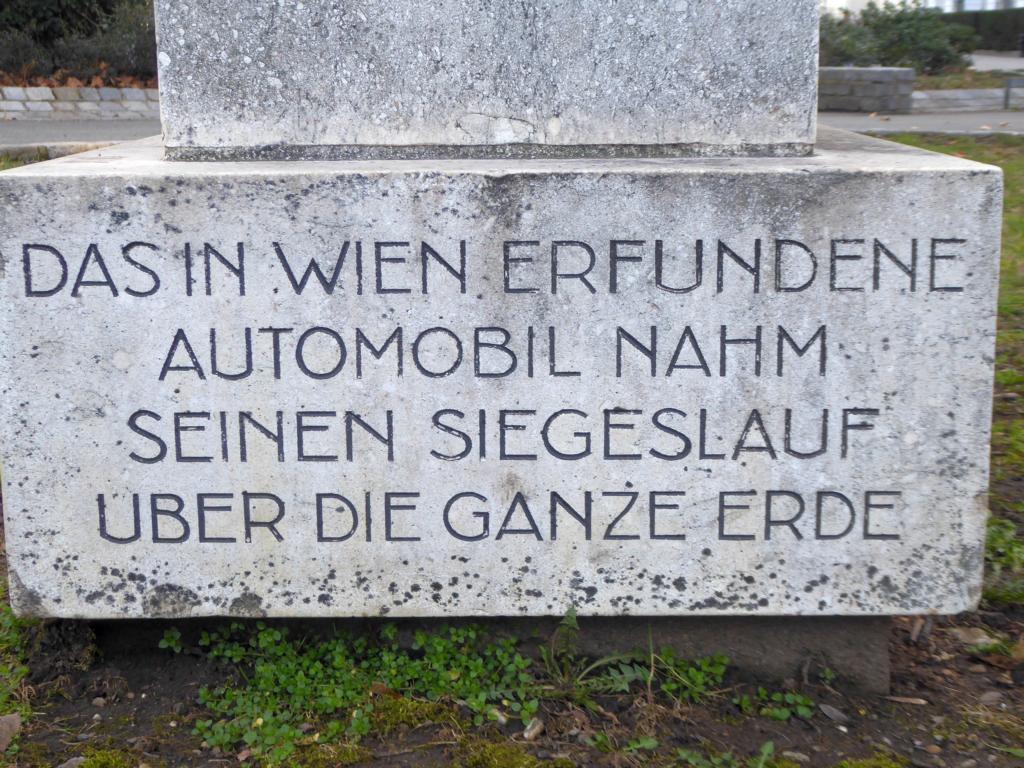 DAS IN WIEN ERFUNDENE
AUTOMOBIL NAHM
SEINEN SIEGESLAUF
UBER DIE GANZE ERDE